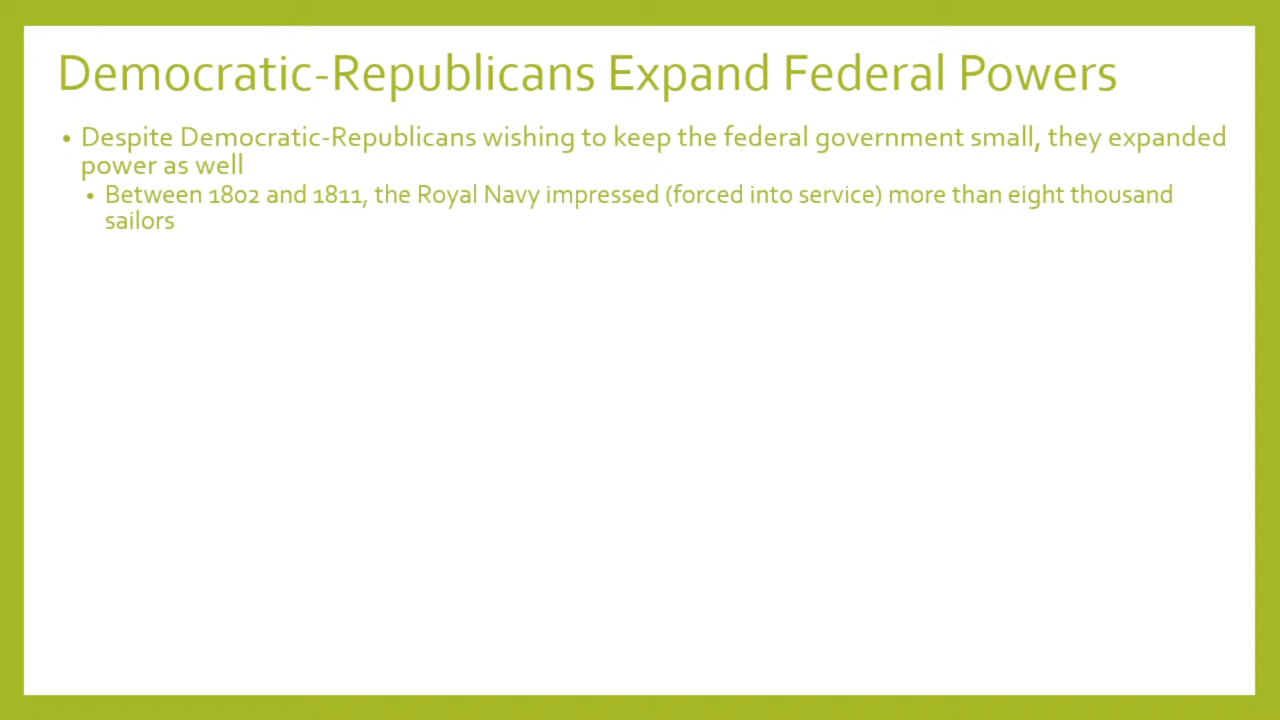 Democratic-Republicans Expand Federal Powers
• Despite Democratic-Republicans wishing to keep the federal government small, they expanded
power as well
• Between 1802 and 1811, the Royal Navy impressed (forced into service) more than eight thousand
sailors